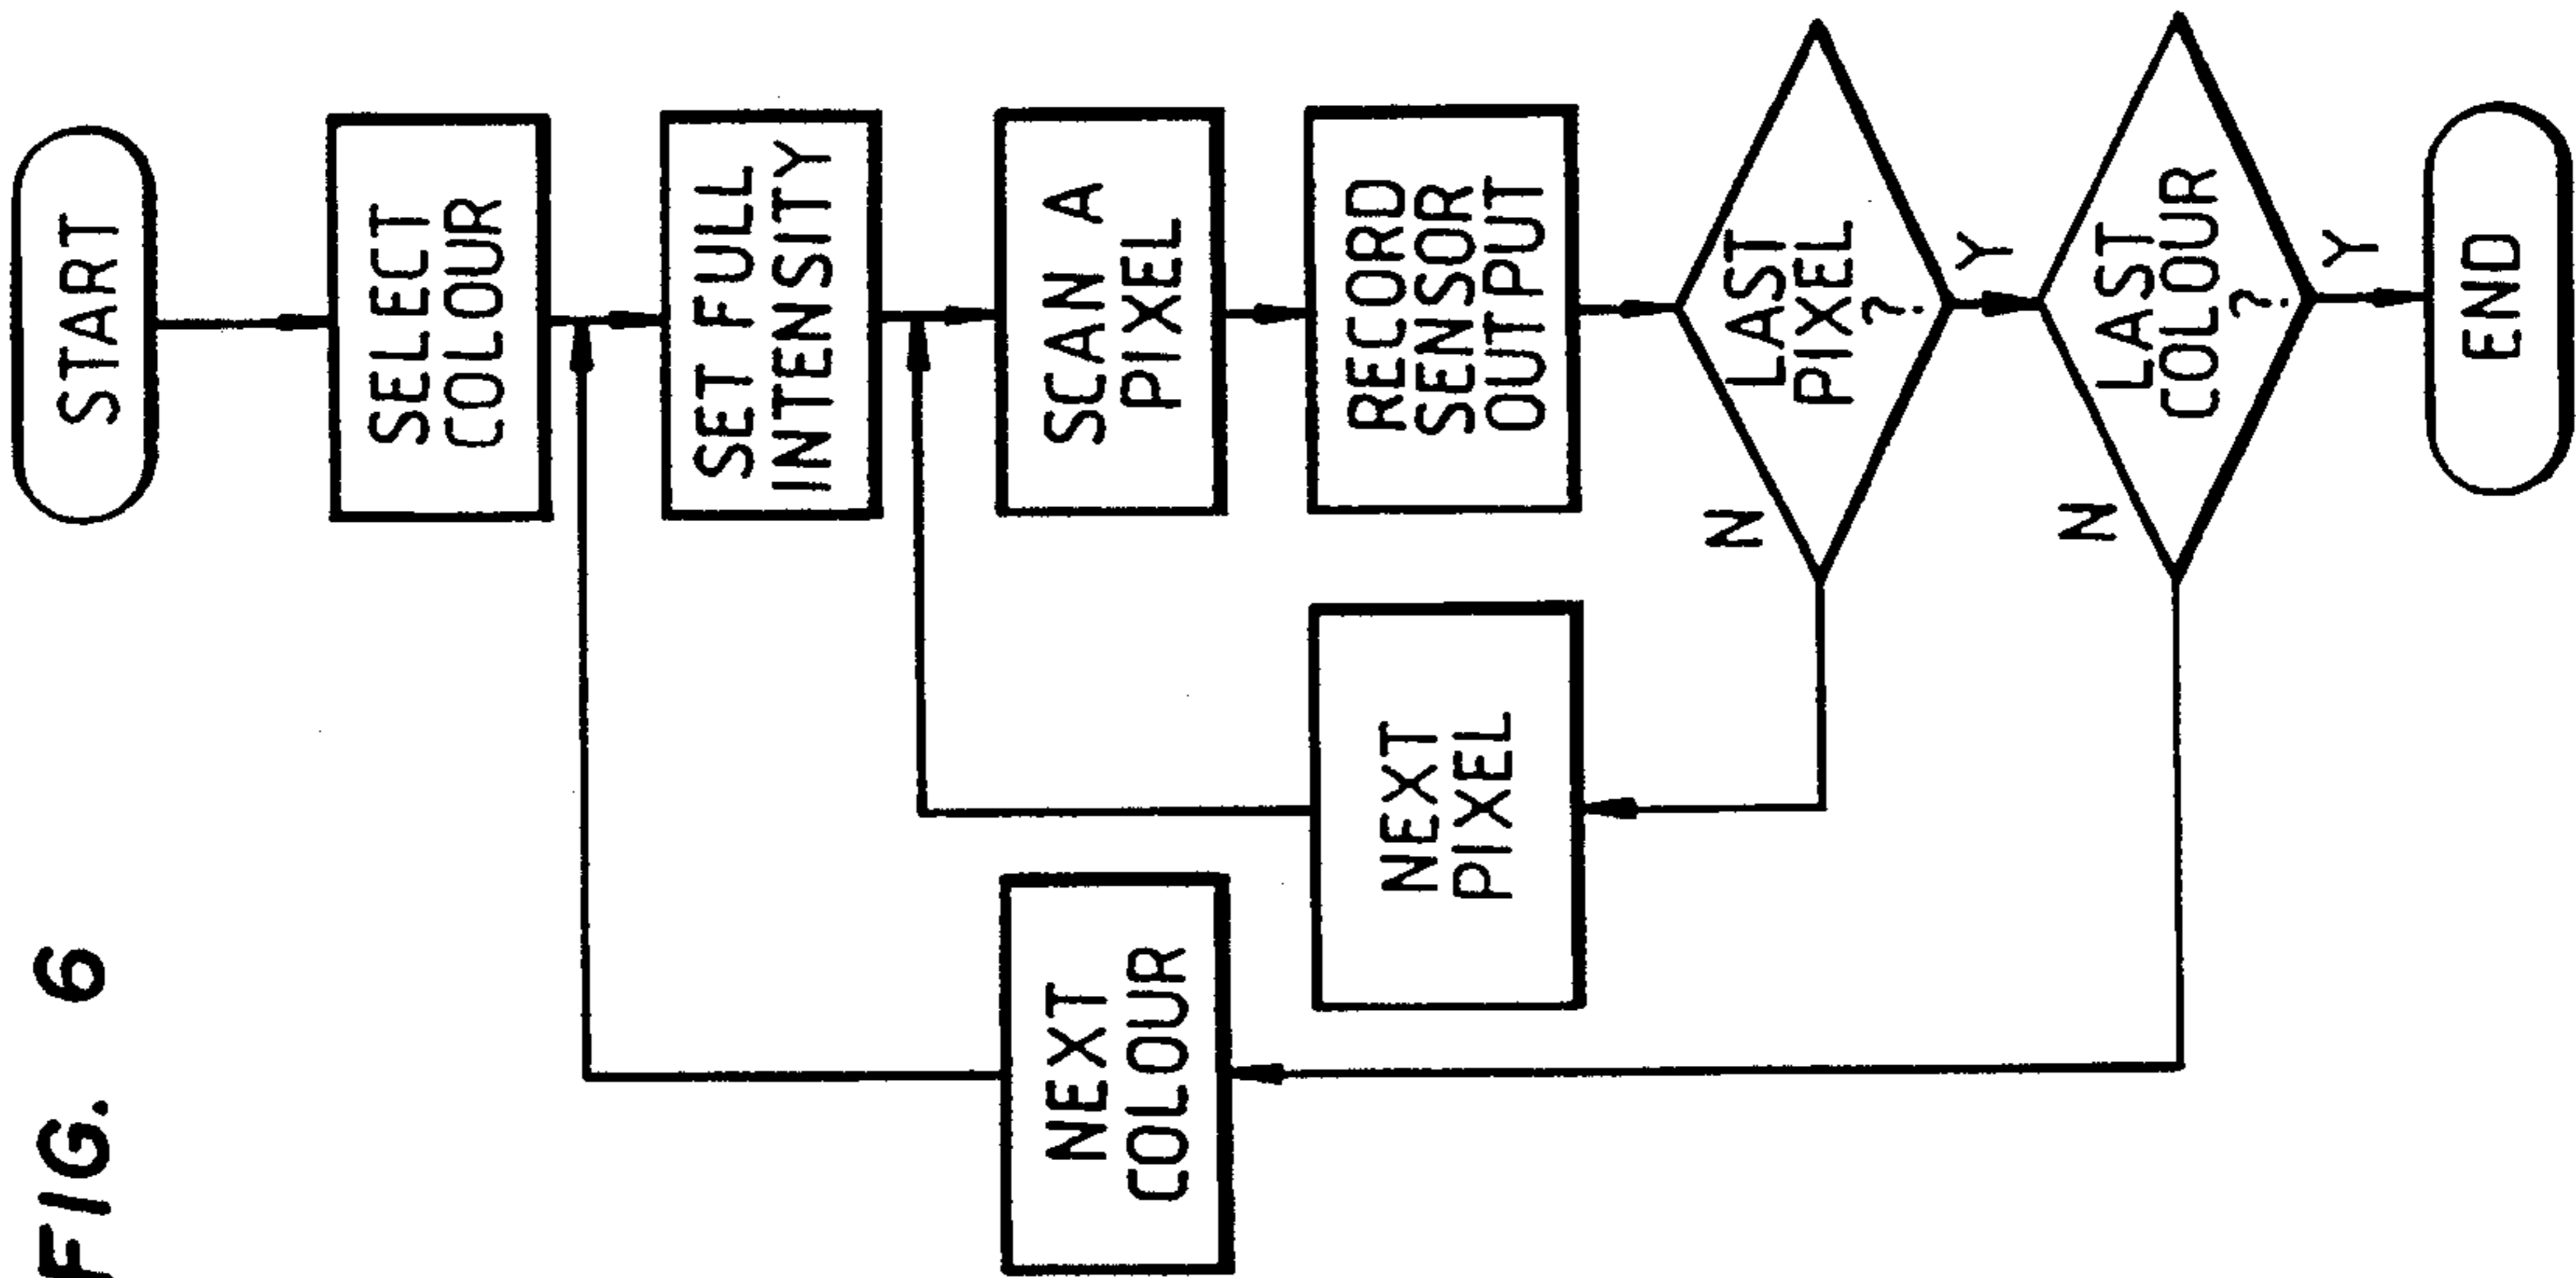 FIG. 6
START
SELECT
COLOUR
SET FULL
INTENSITY
SCAN A
PIXEL
RECORD
SENSOR
OUTPUT
LAST
PIXEL
?
N
Y
NEXT
PIXEL
LAST
COLOUR
?
N
Y
NEXT
COLOUR
END